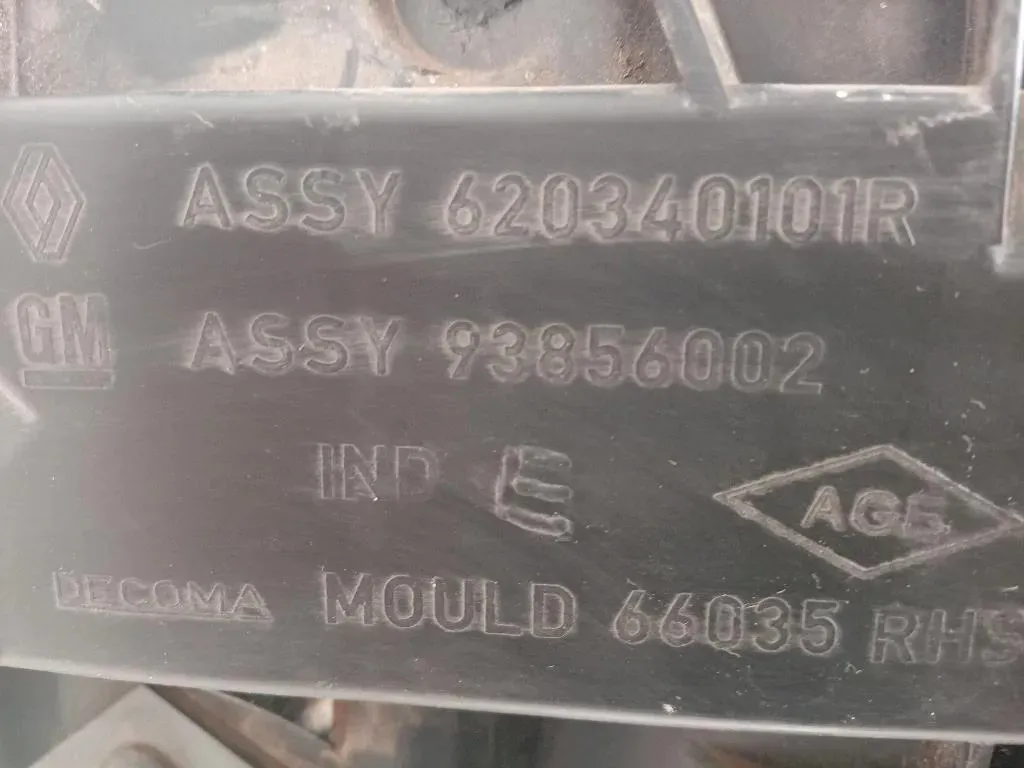 ASSY 620340101R
GM ASSY 93856002
IND E
AGE
DECOMA MOULD 66035 RHS